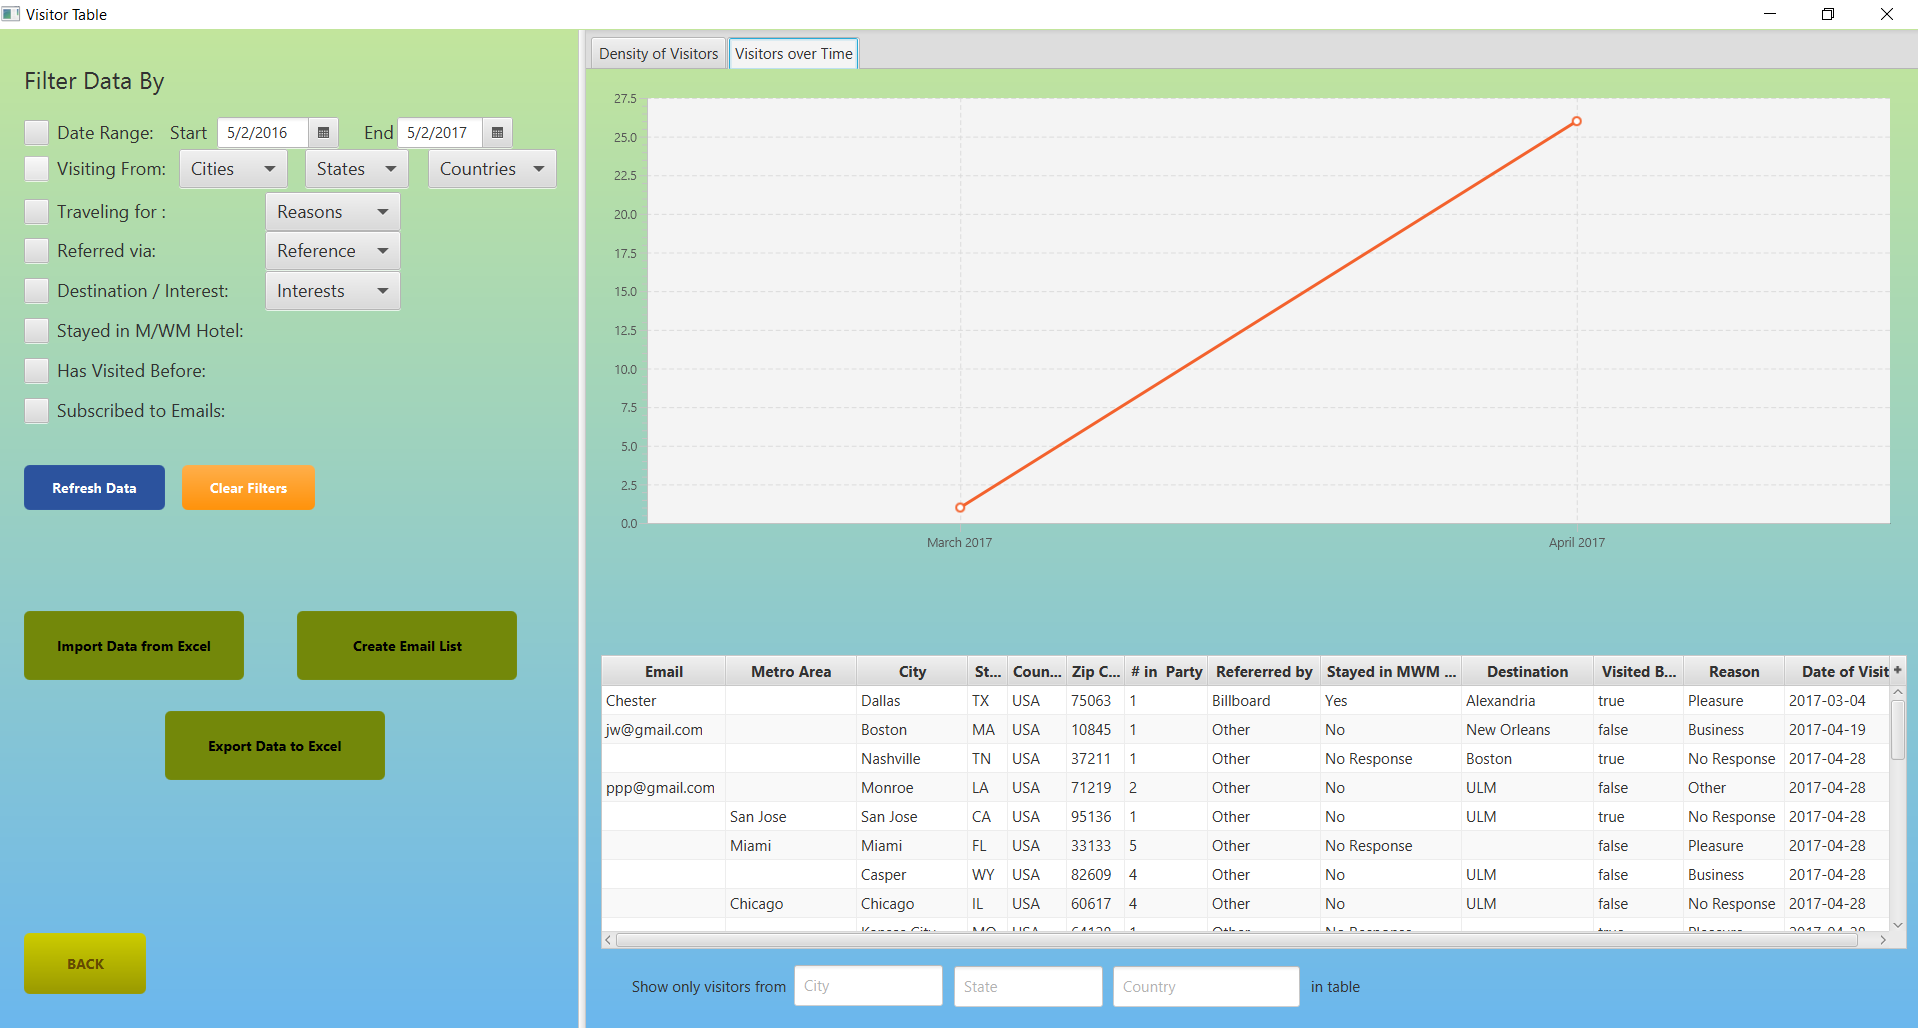 Visitor Table
Filter Data By
Date Range: Start 5/2/2016 End 5/2/2017
Visiting From: Cities States Countries
Traveling for : Reasons
Referred via: Reference
Destination / Interest: Interests
Stayed in M/WM Hotel:
Has Visited Before:
Subscribed to Emails:
Refresh Data Clear Filters
Import Data from Excel Create Email List
Export Data to Excel
BACK
Density of Visitors Visitors over Time
27.5
25.0
22.5
20.0
17.5
15.0
12.5
10.0
7.5
5.0
2.5
0.0
March 2017 April 2017
Email Metro Area City St... Coun... Zip C... # in Party Refererred by Stayed in MWM ... Destination Visited B... Reason Date of Visit +
Chester Dallas TX USA 75063 1 Billboard Yes Alexandria true Pleasure 2017-03-04
jw@gmail.com Boston MA USA 10845 1 Other No New Orleans false Business 2017-04-19
Nashville TN USA 37211 1 Other No Response Boston true No Response 2017-04-28
ppp@gmail.com Monroe LA USA 71219 2 Other No ULM false Other 2017-04-28
San Jose San Jose CA USA 95136 1 Other No ULM true No Response 2017-04-28
Miami Miami FL USA 33133 5 Other No Response false Pleasure 2017-04-28
Casper WY USA 82609 4 Other No ULM false Business 2017-04-28
Chicago Chicago IL USA 60617 4 Other No ULM false No Response 2017-04-28
Kansas City MO USA Other No Response true Pleasure 2017-04-28
Show only visitors from City State Country in table